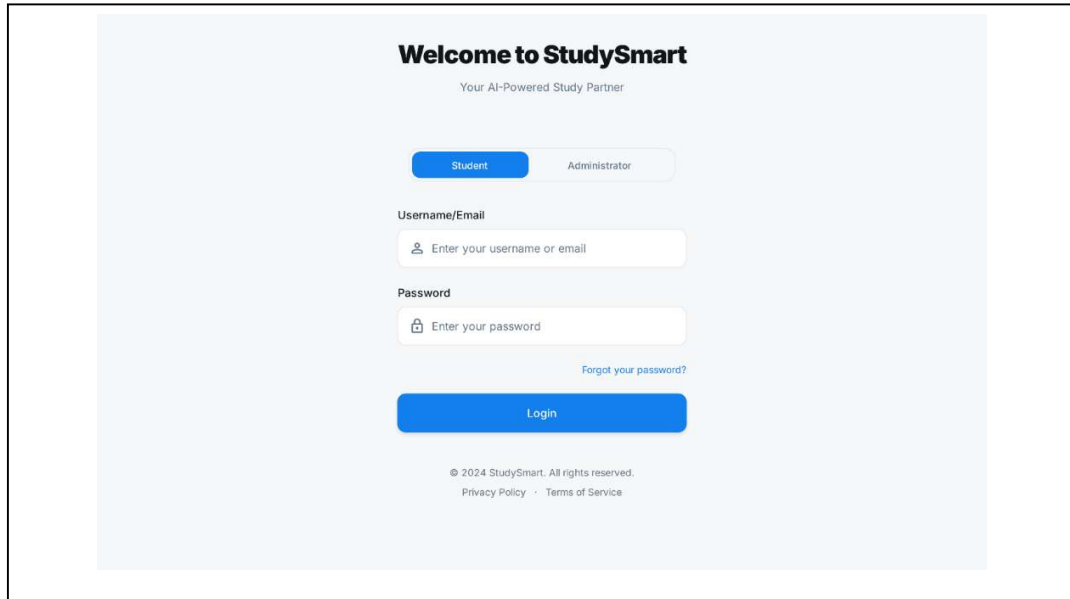 Welcome to StudySmart
Your AI-Powered Study Partner
Student Administrator
Username/Email
Enter your username or email
Password
Enter your password
Forgot your password?
Login
© 2024 StudySmart. All rights reserved.
Privacy Policy · Terms of Service